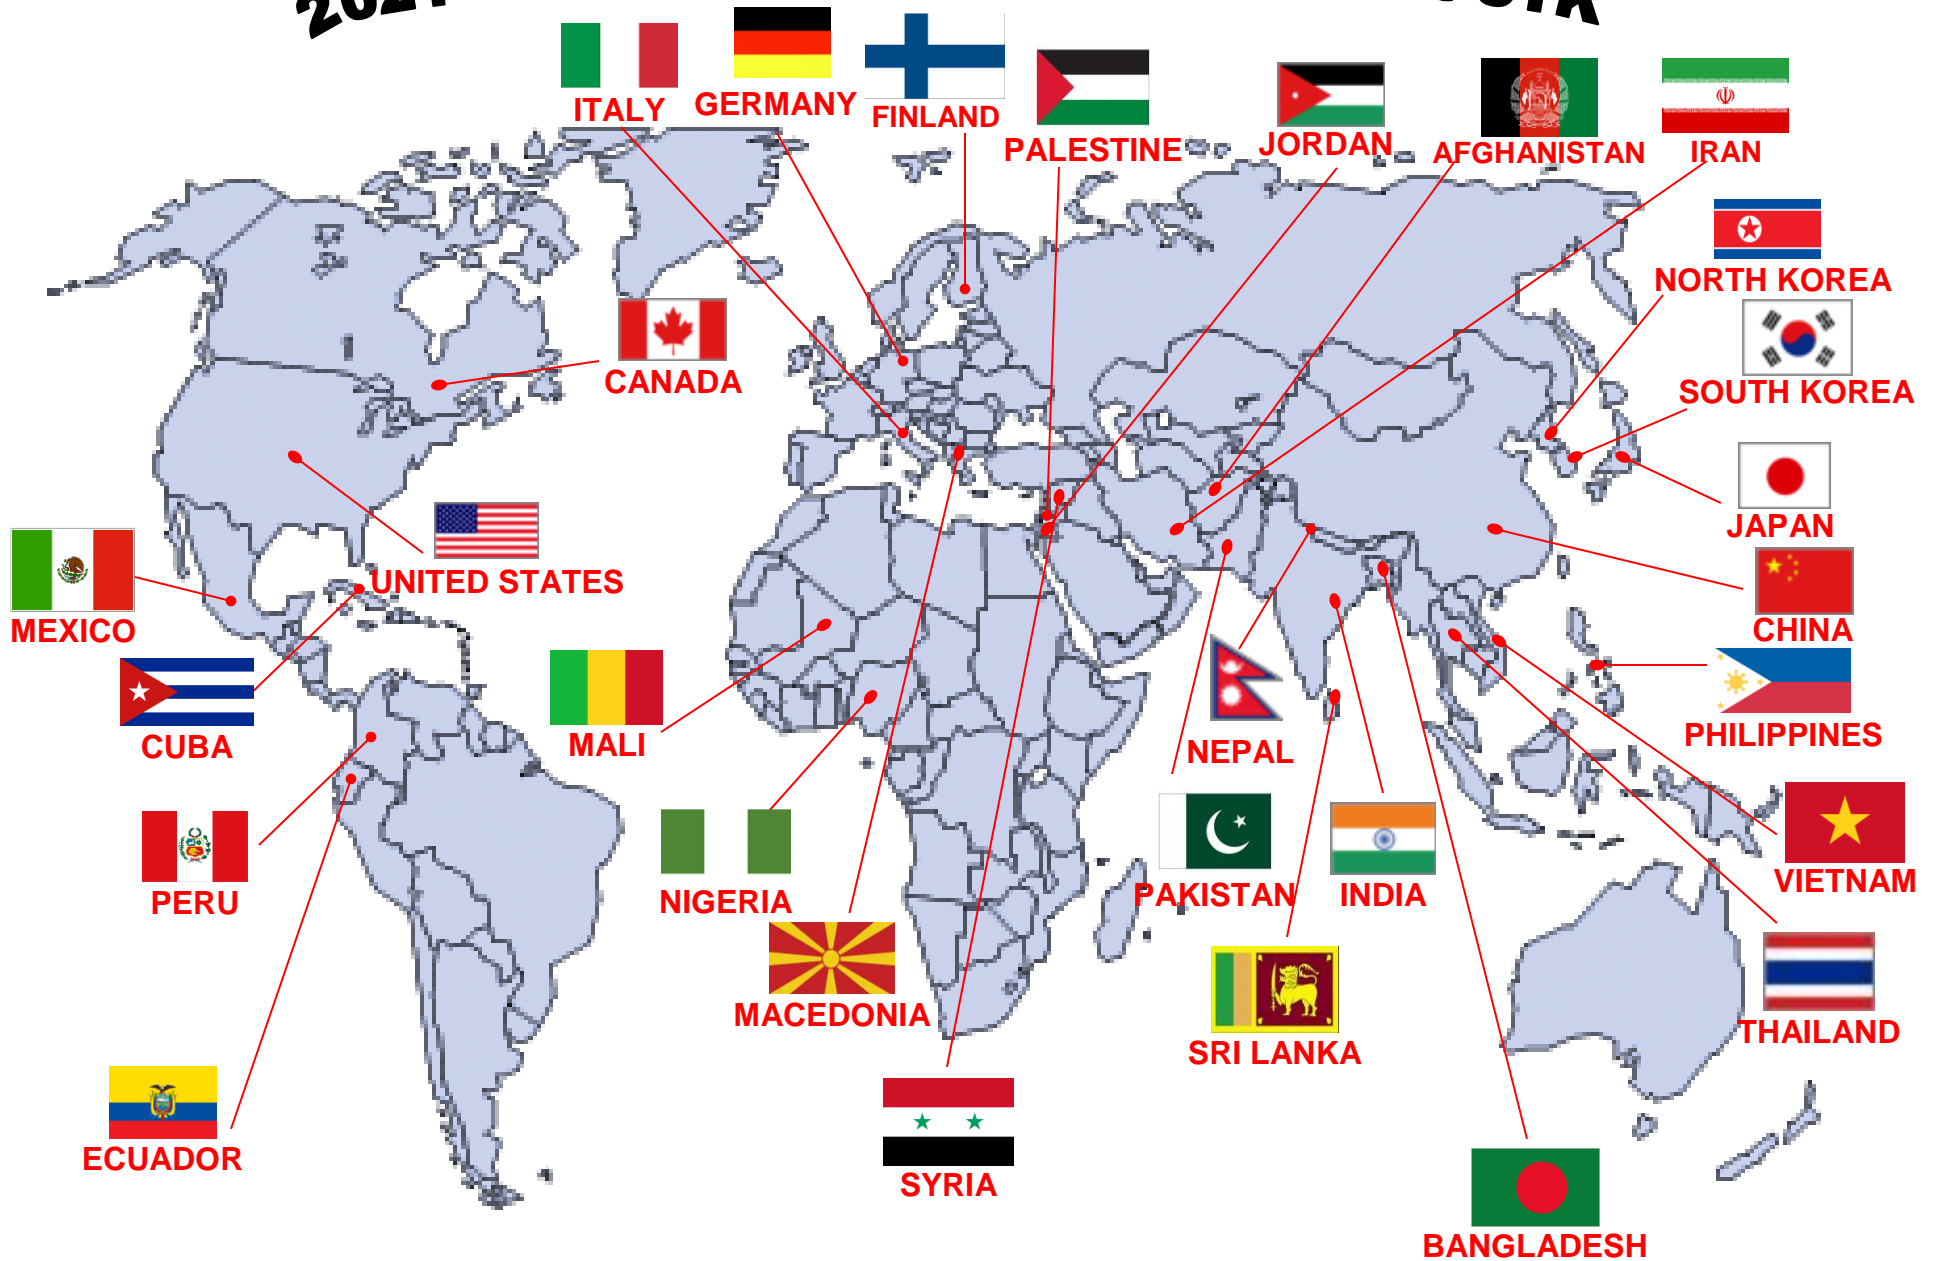 ITALY
GERMANY
FINLAND
PALESTINE
JORDAN
AFGHANISTAN
IRAN
NORTH KOREA
SOUTH KOREA
CANADA
JAPAN
UNITED STATES
MEXICO
CHINA
CUBA
MALI
NEPAL
PHILIPPINES
PERU
NIGERIA
PAKISTAN
INDIA
VIETNAM
MACEDONIA
SRI LANKA
THAILAND
ECUADOR
SYRIA
BANGLADESH